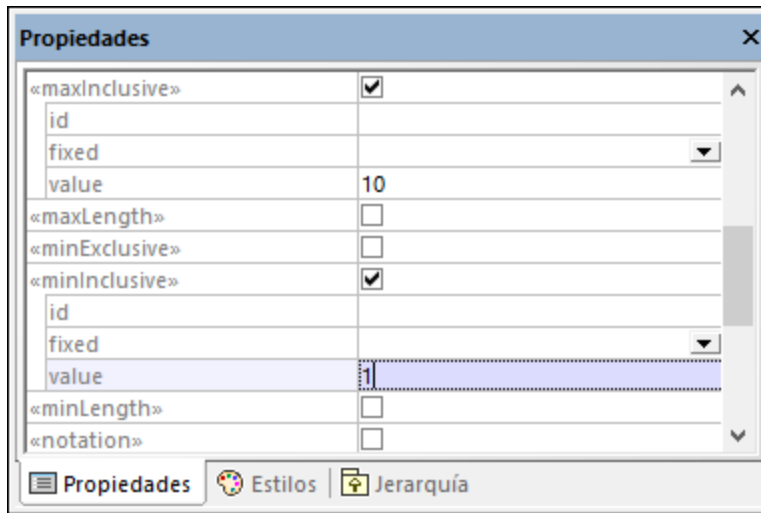 Propiedades
«maxInclusive»
id
fixed
value 10
«maxLength»
«minExclusive»
«minInclusive»
id
fixed
value 1
«minLength»
«notation»
Propiedades Estilos Jerarquía